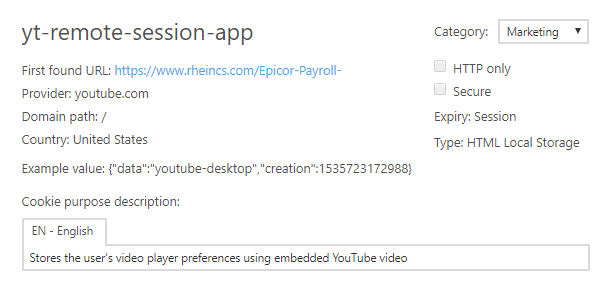 yt-remote-session-app
Category: Marketing
First found URL: https://www.rheincs.com/Epicor-Payroll-
HTTP only
Provider: youtube.com
Secure
Domain path: /
Expiry: Session
Country: United States
Type: HTML Local Storage
Example value: {"data":"youtube-desktop","creation":1535723172988}
Cookie purpose description:
EN - English
Stores the user's video player preferences using embedded YouTube video